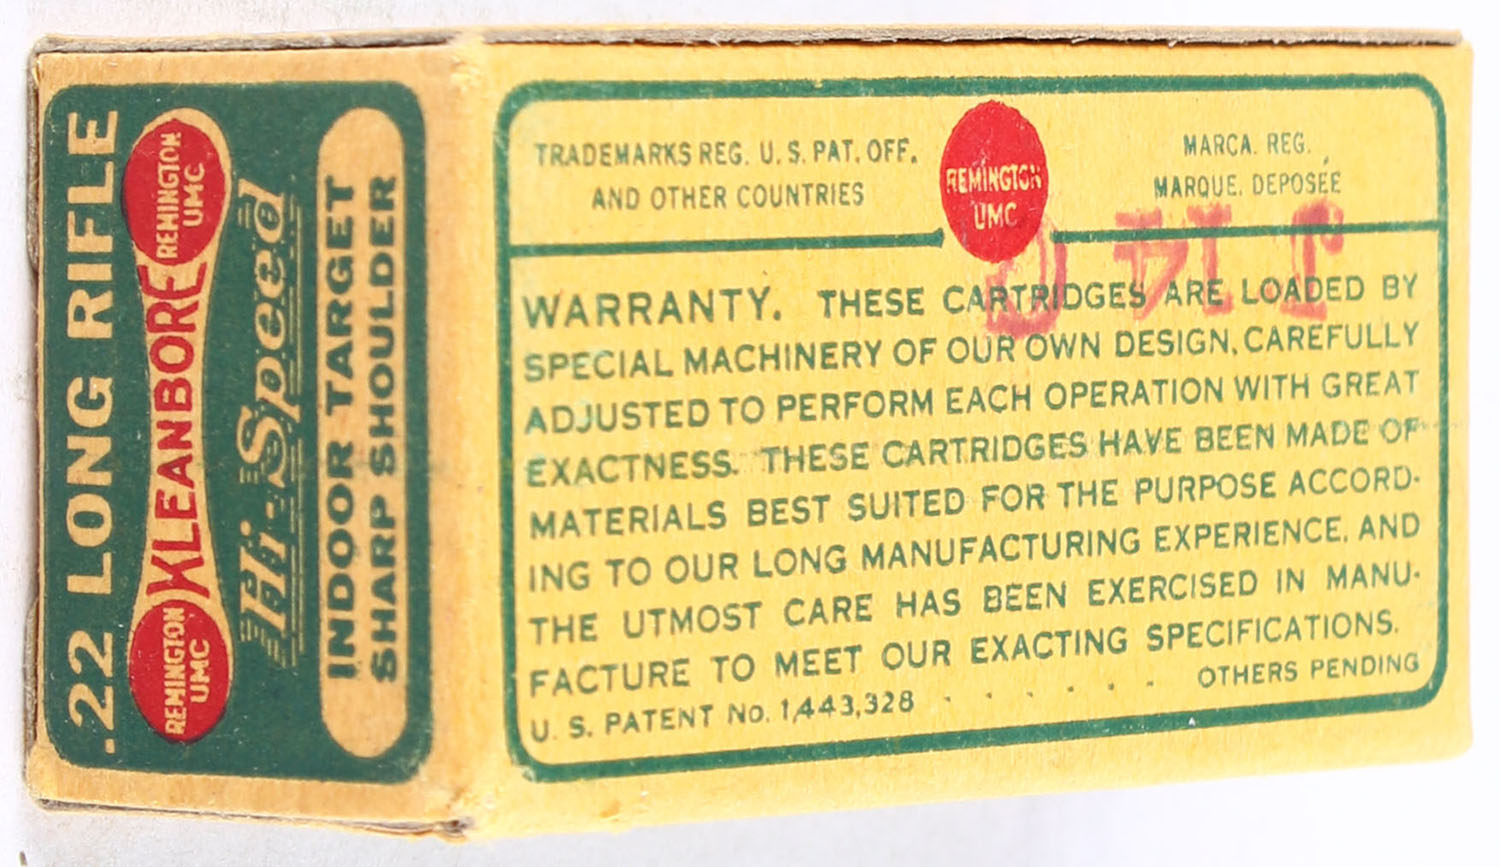 .22 LONG RIFLE
REMINGTON
UMC
KLEANBORE
REMINGTON
UMC
Hi-Speed
INDOOR TARGET
SHARP SHOULDER
TRADEMARKS REG. U. S. PAT. OFF.
AND OTHER COUNTRIES
REMINGTON
UMC
MARCA. REG.
MARQUE. DEPOSÉE
WARRANTY. THESE CARTRIDGES ARE LOADED BY
SPECIAL MACHINERY OF OUR OWN DESIGN, CAREFULLY
ADJUSTED TO PERFORM EACH OPERATION WITH GREAT
EXACTNESS. THESE CARTRIDGES HAVE BEEN MADE OF
MATERIALS BEST SUITED FOR THE PURPOSE ACCORD-
ING TO OUR LONG MANUFACTURING EXPERIENCE, AND
THE UTMOST CARE HAS BEEN EXERCISED IN MANU-
FACTURE TO MEET OUR EXACTING SPECIFICATIONS.
U. S. PATENT No. 1,443,328 . . . . . . OTHERS PENDING